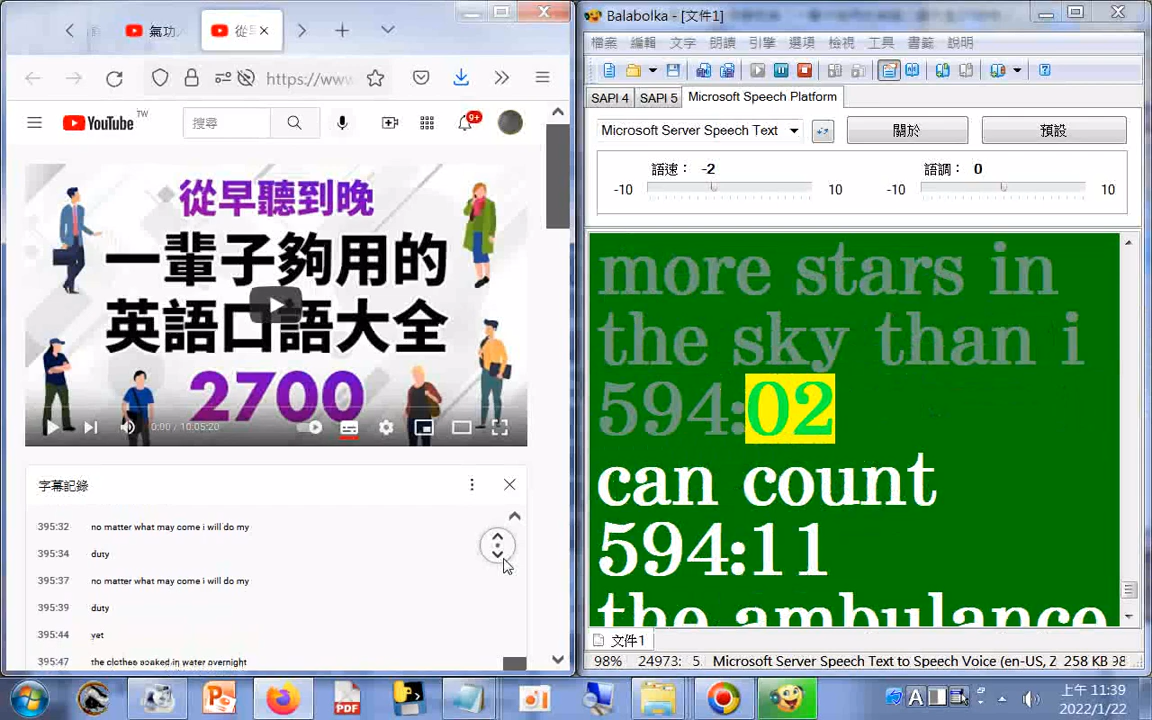 氣功
從
https://www
YouTube TW
搜尋
9+
從早聽到晚
一輩子夠用的
英語口語大全
2700
0:00 / 10:05:20
字幕記錄
395:32 no matter what may come i will do my
395:34 duty
395:37 no matter what may come i will do my
395:39 duty
395:44 yet
395:47 the clothes soaked in water overnight
Balabolka - [文件1]
檔案 編輯 文字 朗讀 引擎 選項 檢視 工具 書籤 說明
SAPI 4 SAPI 5 Microsoft Speech Platform
Microsoft Server Speech Text 關於 預設
語速： -2 語調： 0
-10 10 -10 10
more stars in
the sky than i
594:02
can count
594:11
the ambulance
文件1
98% 24973: 5 Microsoft Server Speech Text to Speech Voice (en-US, Z 258 KB 98
PDF
A
上午 11:39
2022/1/22